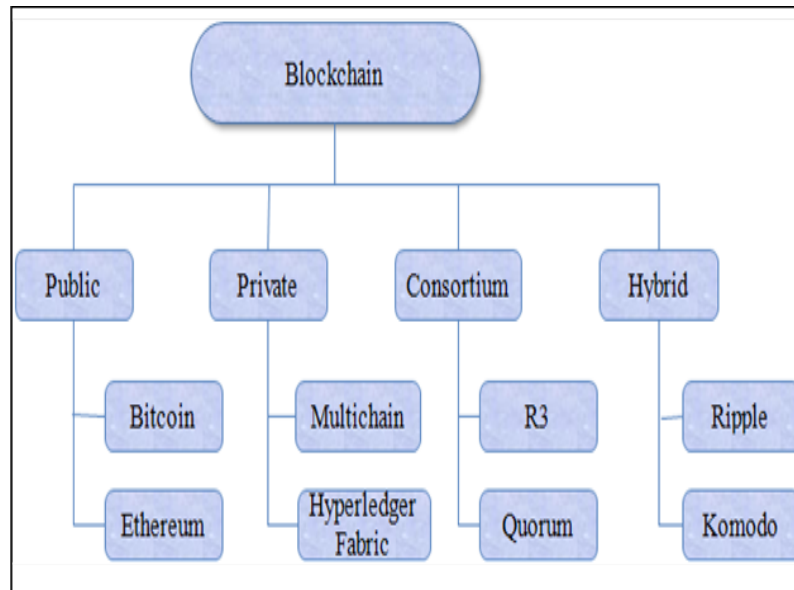 Blockchain
Public
Private
Consortium
Hybrid
Bitcoin
Multichain
R3
Ripple
Ethereum
Hyperledger
Fabric
Quorum
Komodo